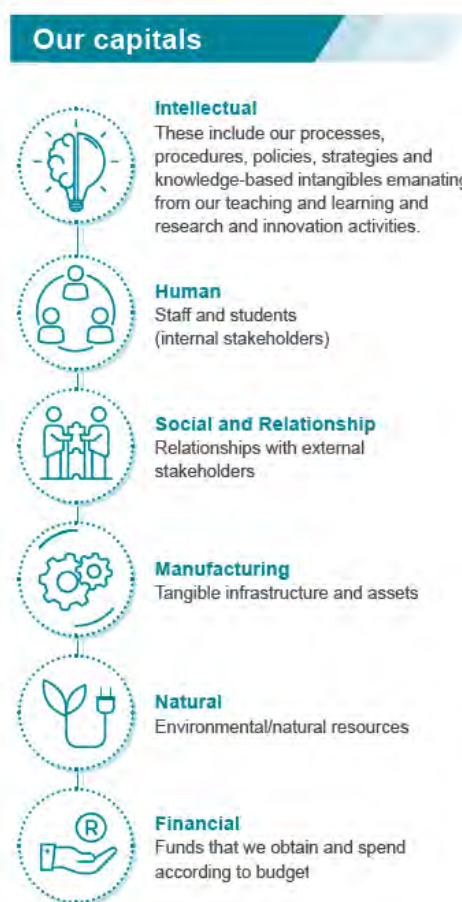 Our capitals
Intellectual
These include our processes,
procedures, policies, strategies and
knowledge-based intangibles emanating
from our teaching and learning and
research and innovation activities.
Human
Staff and students
(internal stakeholders)
Social and Relationship
Relationships with external
stakeholders
Manufacturing
Tangible infrastructure and assets
Natural
Environmental/natural resources
R
Financial
Funds that we obtain and spend
according to budget